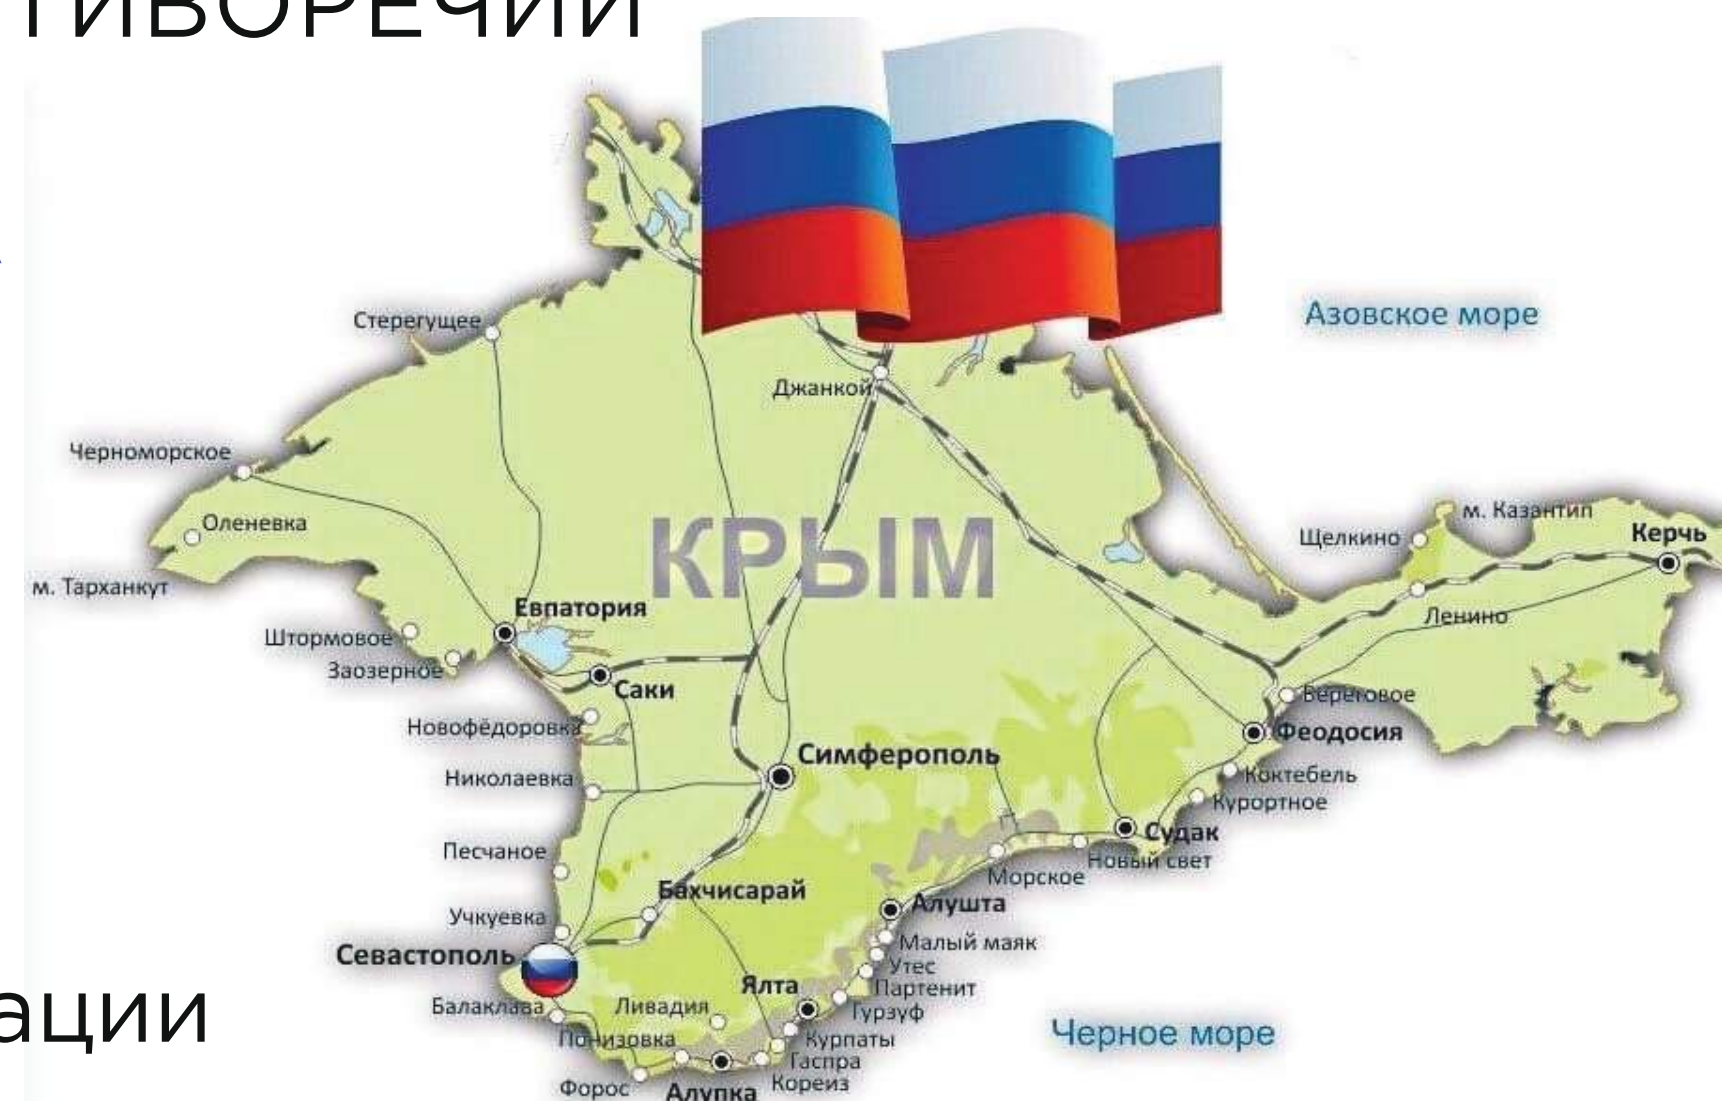 ТИВОРЕЧИИ
Азовское море
Стерегущее
Джанкой
Черноморское
Оленевка
м. Тарханкут
КРЫМ
м. Казантип
Щелкино
Керчь
Ленино
Евпатория
Штормовое
Заозерное
Саки
Новофёдоровка
Береговое
Феодосия
Николаевка
Симферополь
Коктебель
Курортное
Песчаное
Судак
Новый свет
Морское
Бахчисарай
Алушта
Учкуевка
Малый маяк
Севастополь
Утес
Ялта
Партенит
Балаклава
Ливадия
Гурзуф
ации
Черное море
Понизовка
Курпаты
Гаспра
Форос
Алупка
Кореиз